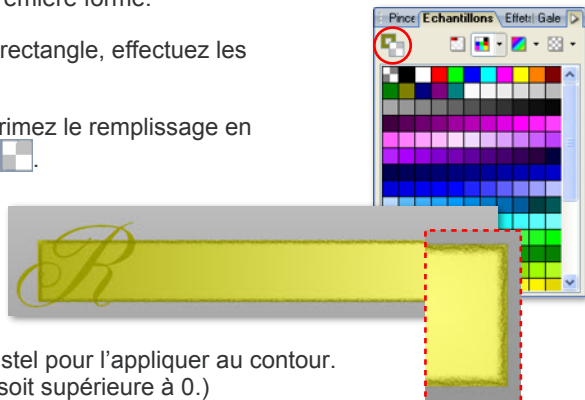 emière forme.
Pince Echantillons Effets Gale
rectangle, effectuez les
rimez le remplissage en
.
R
stel pour l’appliquer au contour.
soit supérieure à 0.)